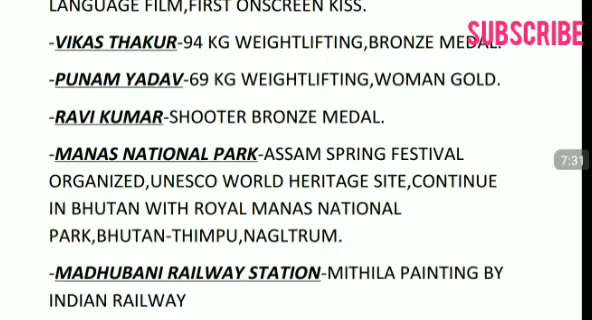 LANGUAGE FILM,FIRST ONSCREEN KISS.
-VIKAS THAKUR-94 KG WEIGHTLIFTING,BRONZE MEDAL.
SUBSCRIBE
-PUNAM YADAV-69 KG WEIGHTLIFTING,WOMAN GOLD.
-RAVI KUMAR-SHOOTER BRONZE MEDAL.
-MANAS NATIONAL PARK-ASSAM SPRING FESTIVAL
7:31
ORGANIZED,UNESCO WORLD HERITAGE SITE,CONTINUE
IN BHUTAN WITH ROYAL MANAS NATIONAL
PARK,BHUTAN-THIMPU,NAGLTRUM.
-MADHUBANI RAILWAY STATION-MITHILA PAINTING BY
INDIAN RAILWAY